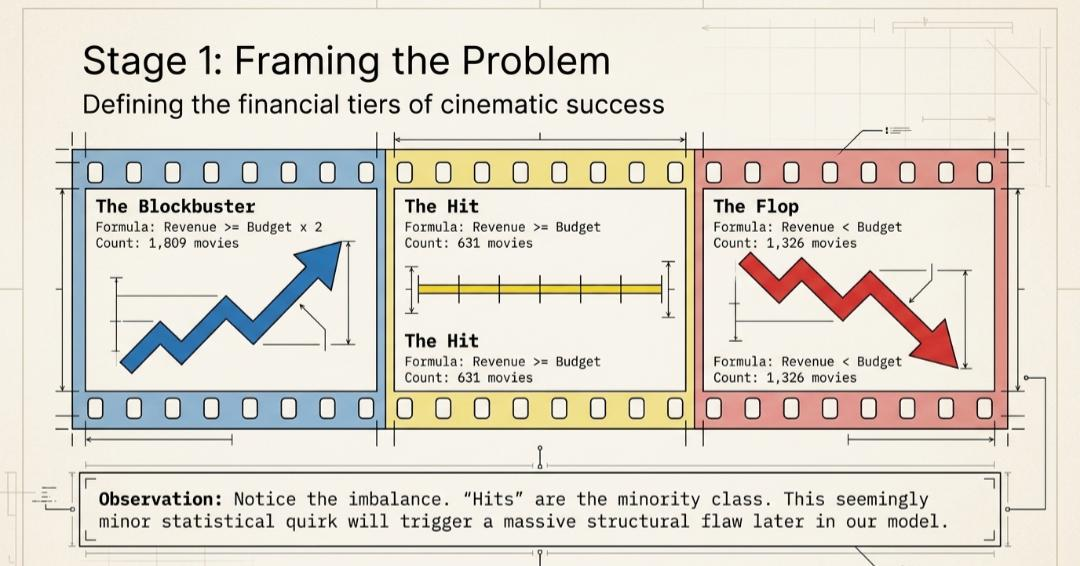 Stage 1: Framing the Problem
Defining the financial tiers of cinematic success
The Blockbuster
Formula: Revenue >= Budget x 2
Count: 1,809 movies
The Hit
Formula: Revenue >= Budget
Count: 631 movies
The Hit
Formula: Revenue >= Budget
Count: 631 movies
The Flop
Formula: Revenue < Budget
Count: 1,326 movies
Formula: Revenue < Budget
Count: 1,326 movies
Observation: Notice the imbalance. “Hits” are the minority class. This seemingly
minor statistical quirk will trigger a massive structural flaw later in our model.